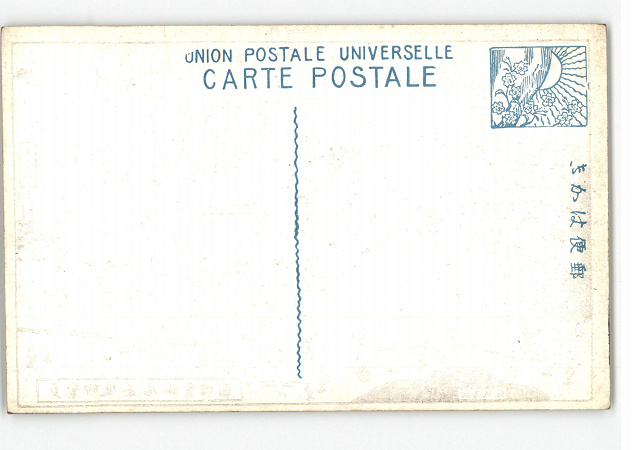 UNION POSTALE UNIVERSELLE
CARTE POSTALE
きかは便郵